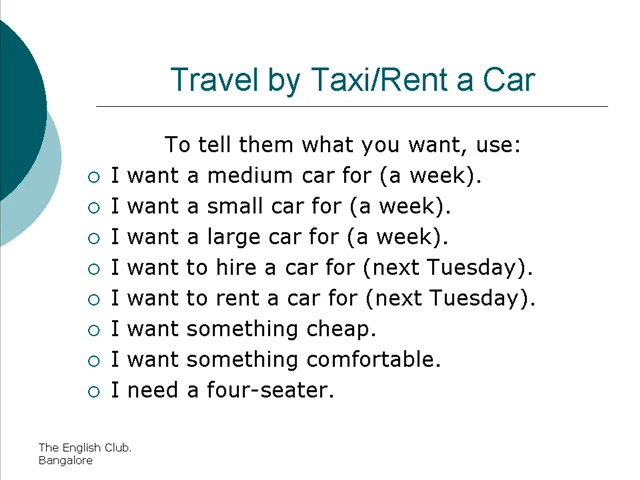 Travel by Taxi/Rent a Car
To tell them what you want, use:
I want a medium car for (a week).
I want a small car for (a week).
I want a large car for (a week).
I want to hire a car for (next Tuesday).
I want to rent a car for (next Tuesday).
I want something cheap.
I want something comfortable.
I need a four-seater.
The English Club.
Bangalore